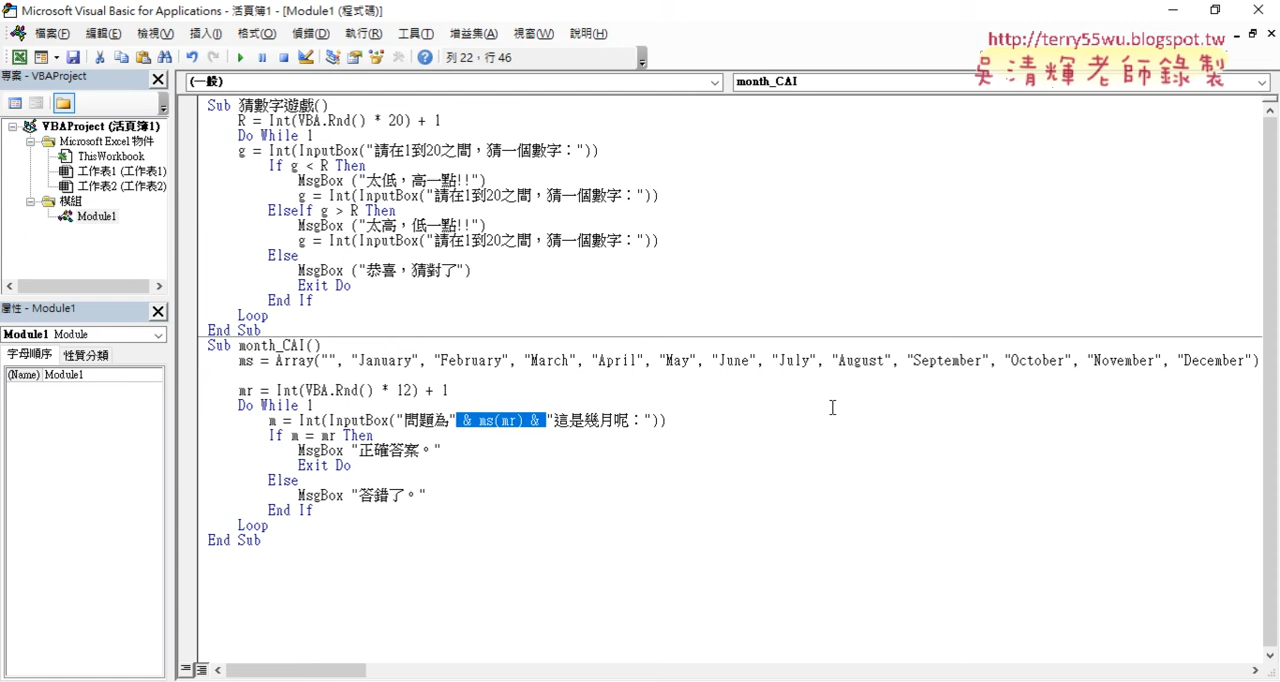 Microsoft Visual Basic for Applications - 活頁簿1 - [Module1 (程式碼)]
檔案(F) 編輯(E) 檢視(V) 插入(I) 格式(O) 偵錯(D) 執行(R) 工具(T) 增益集(A) 視窗(W) 說明(H)
http://terry55wu.blogspot.tw
吳清輝老師錄製
列 22，行 46
專案 - VBAProject
(一般)
month_CAI
VBAProject (活頁簿1)
Microsoft Excel 物件
ThisWorkbook
工作表1 (工作表1)
工作表2 (工作表2)
模組
Module1
屬性 - Module1
Module1 Module
字母順序 性質分類
(Name) Module1
Sub 猜數字遊戲()
R = Int(VBA.Rnd() * 20) + 1
Do While 1
g = Int(InputBox("請在1到20之間，猜一個數字："))
If g < R Then
MsgBox ("太低，高一點!!")
g = Int(InputBox("請在1到20之間，猜一個數字："))
ElseIf g > R Then
MsgBox ("太高，低一點!!")
g = Int(InputBox("請在1到20之間，猜一個數字："))
Else
MsgBox ("恭喜，猜對了")
Exit Do
End If
Loop
End Sub
Sub month_CAI()
ms = Array("", "January", "February", "March", "April", "May", "June", "July", "August", "September", "October", "November", "December")
mr = Int(VBA.Rnd() * 12) + 1
Do While 1
m = Int(InputBox("問題為" & ms(mr) & "這是幾月呢："))
If m = mr Then
MsgBox "正確答案。"
Exit Do
Else
MsgBox "答錯了。"
End If
Loop
End Sub